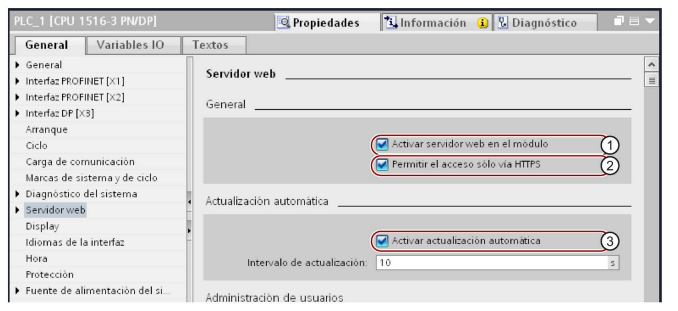 PLC_1 [CPU 1516-3 PN/DP]
Propiedades
Información
Diagnóstico
General
Variables IO
Textos
General
Interfaz PROFINET [X1]
Interfaz PROFINET [X2]
Interfaz DP [X3]
Arranque
Ciclo
Carga de comunicación
Marcas de sistema y de ciclo
Diagnóstico del sistema
Servidor web
Display
Idiomas de la interfaz
Hora
Protección
Fuente de alimentación del si...
Servidor web
General
Activar servidor web en el módulo
1
Permitir el acceso sólo vía HTTPS
2
Actualización automática
Activar actualización automática
3
Intervalo de actualización:
10
s
Administración de usuarios